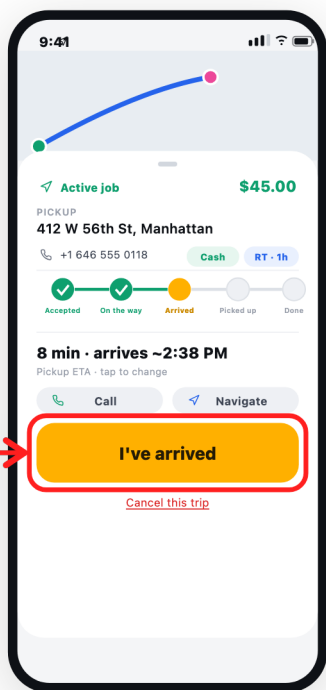 9:41
Active job
$45.00
PICKUP
412 W 56th St, Manhattan
+1 646 555 0118
Cash
RT · 1h
Accepted
On the way
Arrived
Picked up
Done
8 min · arrives ~2:38 PM
Pickup ETA · tap to change
Call
Navigate
I've arrived
Cancel this trip